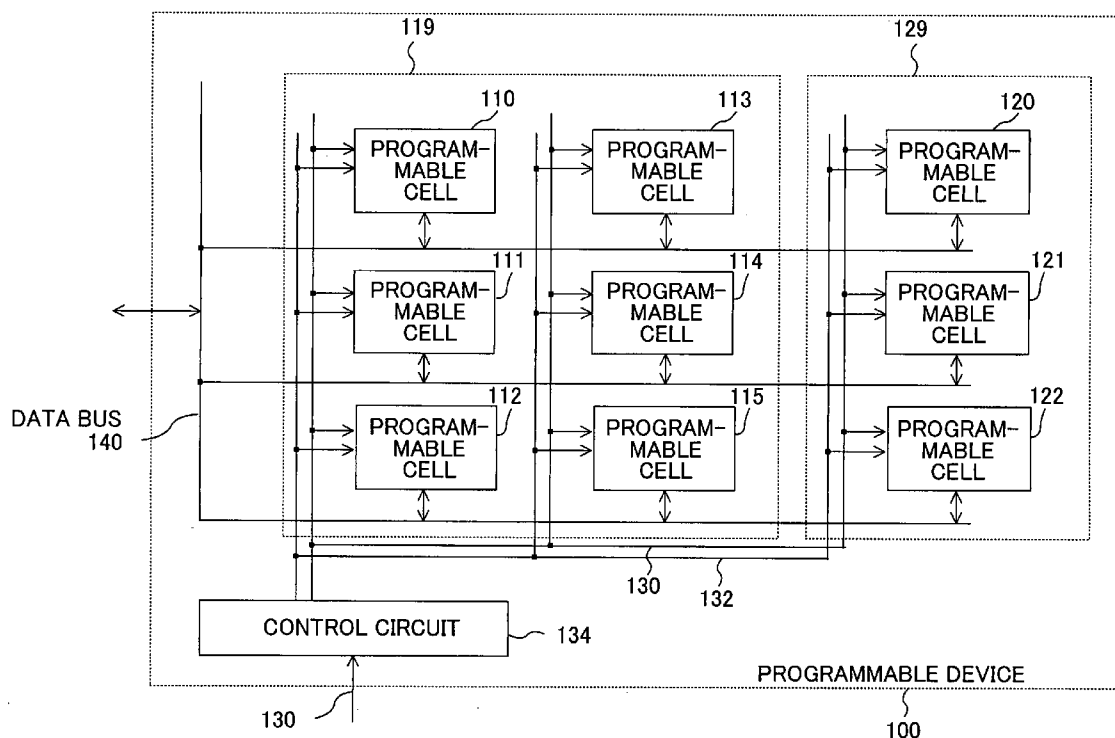 119
129
110
113
120
PROGRAM-
MABLE
CELL
PROGRAM-
MABLE
CELL
PROGRAM-
MABLE
CELL
111
114
121
PROGRAM-
MABLE
CELL
PROGRAM-
MABLE
CELL
PROGRAM-
MABLE
CELL
DATA BUS
140
112
115
122
PROGRAM-
MABLE
CELL
PROGRAM-
MABLE
CELL
PROGRAM-
MABLE
CELL
130
132
CONTROL CIRCUIT
134
130
PROGRAMMABLE DEVICE
100